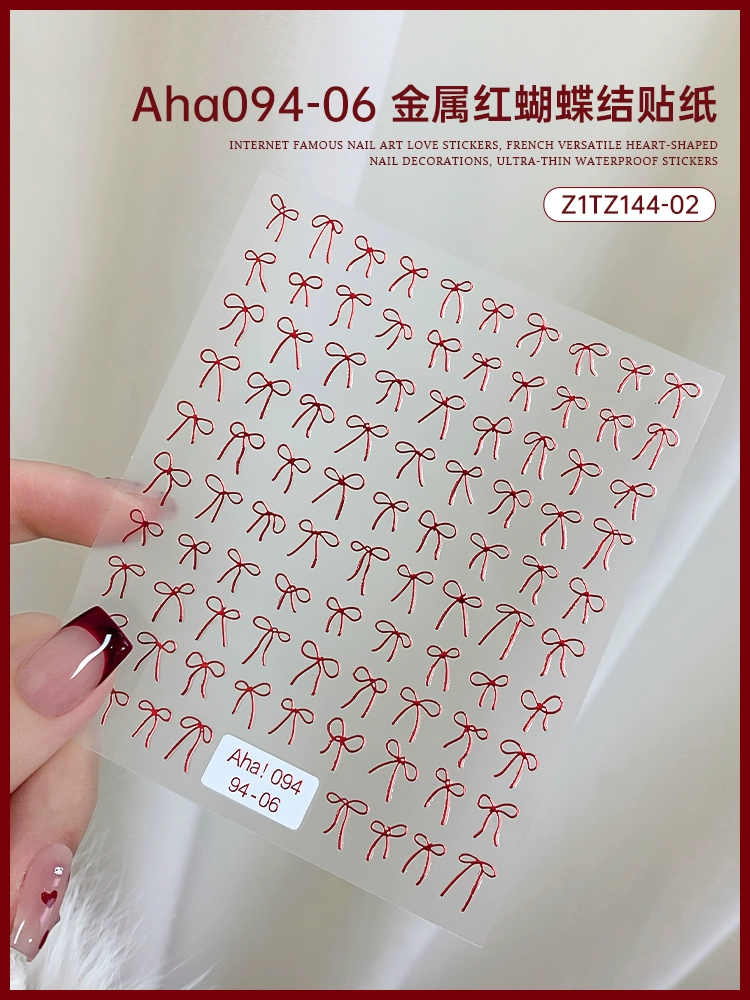 Aha094-06 金属红蝴蝶结贴纸
INTERNET FAMOUS NAIL ART LOVE STICKERS, FRENCH VERSATILE HEART-SHAPED
NAIL DECORATIONS, ULTRA-THIN WATERPROOF STICKERS
Z1TZ144-02
Aha! 094
94-06